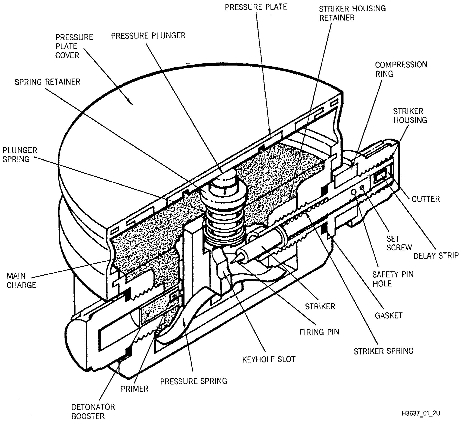 PRESSURE PLATE
STRIKER HOUSING
RETAINER
PRESSURE
PLATE
COVER
PRESSURE PLUNGER
COMPRESSION
RING
SPRING RETAINER
STRIKER
HOUSING
PLUNGER
SPRING
CUTTER
SET
SCREW
DELAY STRIP
MAIN
CHARGE
SAFETY PIN
HOLE
STRIKER
GASKET
FIRING PIN
STRIKER SPRING
KEYHOLE SLOT
PRESSURE SPRING
PRIMER
DETONATOR
BOOSTER
H3637_01_2U